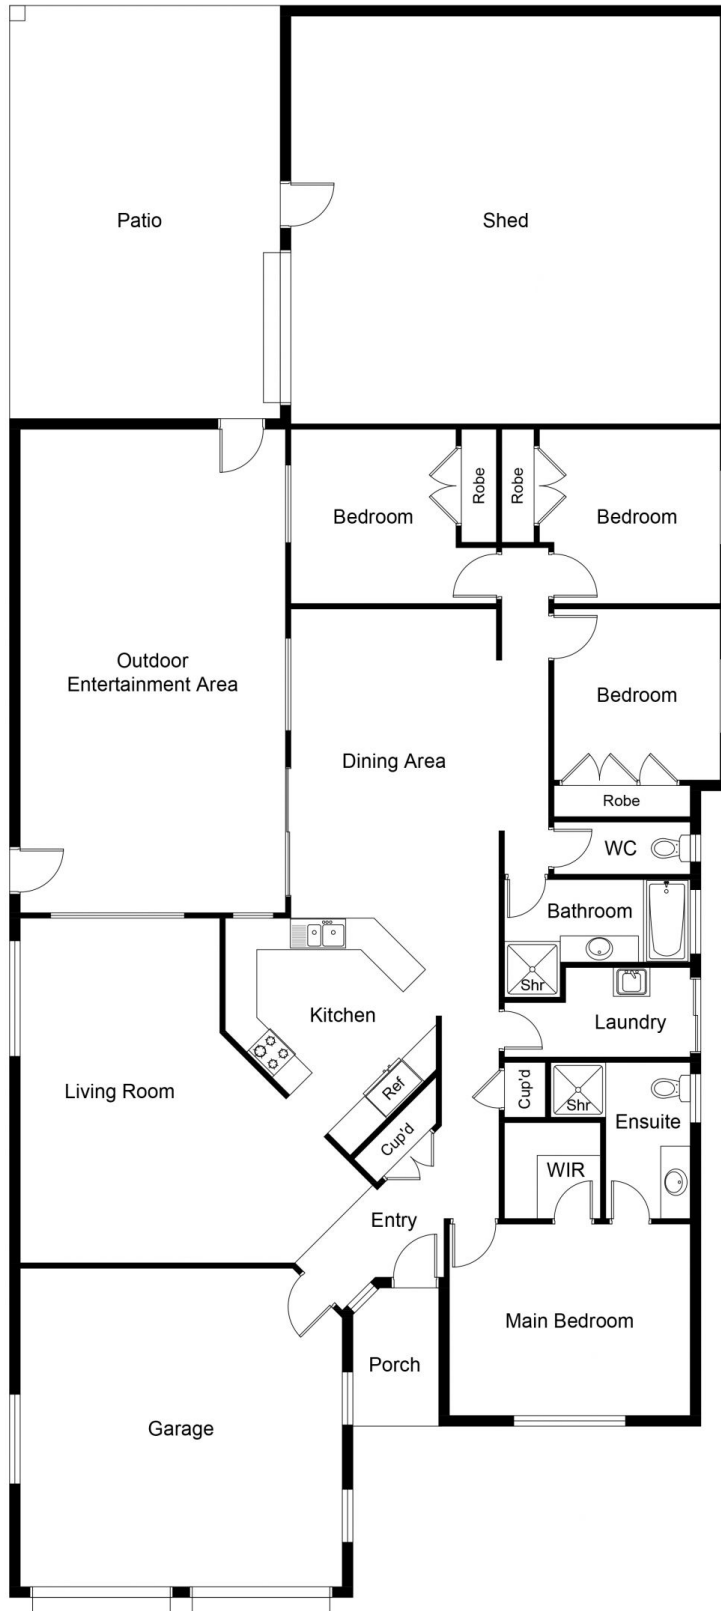 Patio
Shed
Bedroom
Robe
Robe
Bedroom
Outdoor
Entertainment Area
Bedroom
Dining Area
Robe
WC
Bathroom
Shr
Kitchen
Laundry
Living Room
Ref
Cup'd
Shr
Ensuite
Cup'd
WIR
Entry
Main Bedroom
Porch
Garage